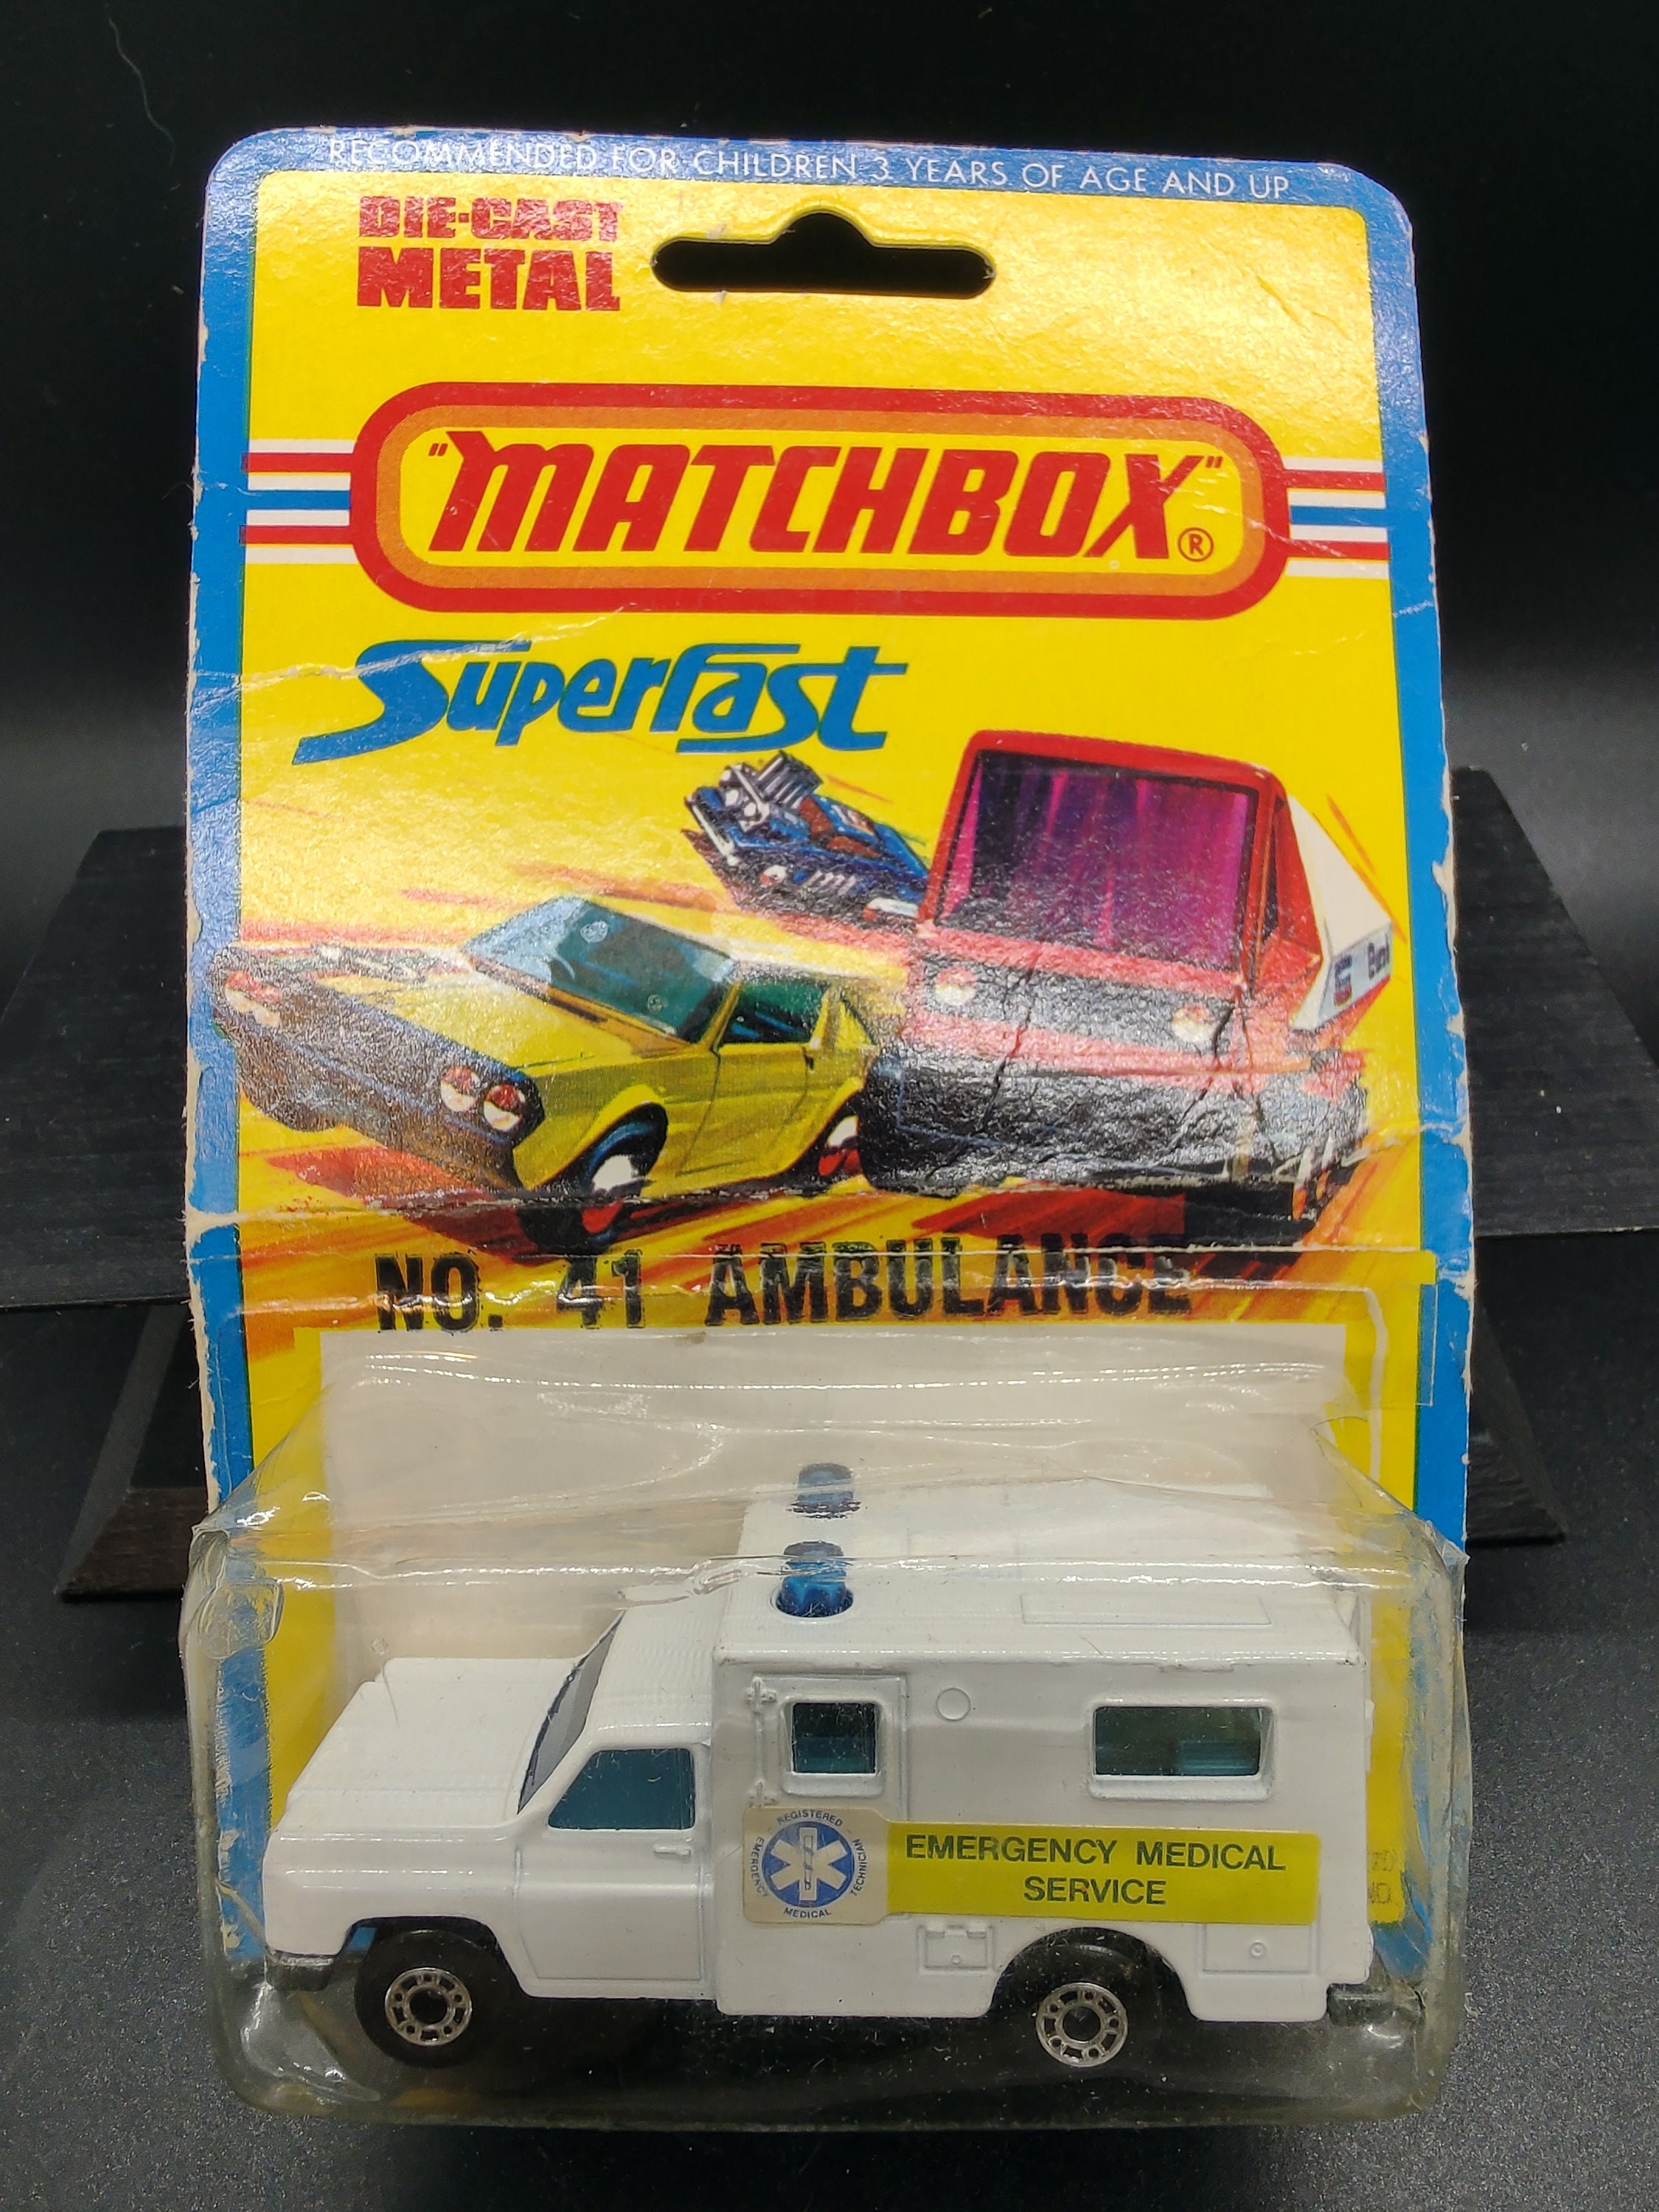 RECOMMENDED FOR CHILDREN 3 YEARS OF AGE AND UP
DIE-CAST
METAL
"MATCHBOX"®
Superfast
NO. 41 AMBULANCE
REGISTERED
EMERGENCY
MEDICAL
TECHNICIAN
EMERGENCY MEDICAL
SERVICE